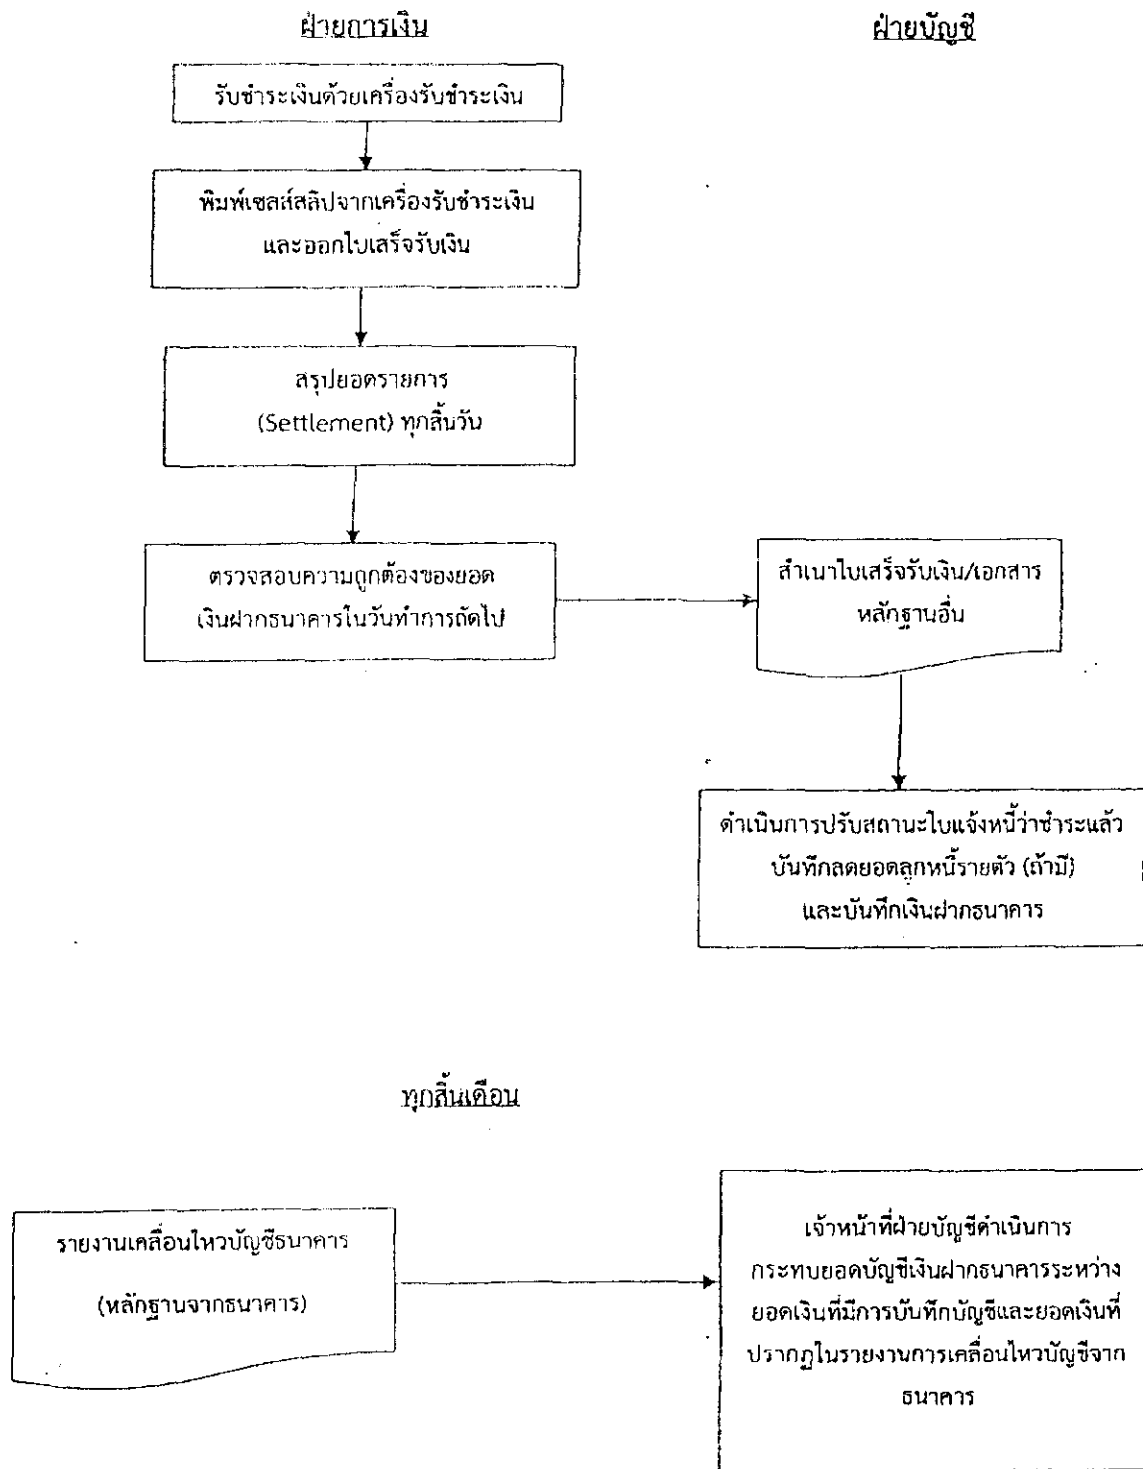 ฝ่ายการเงิน
ฝ่ายบัญชี
รับชำระเงินด้วยเครื่องรับชำระเงิน
พิมพ์เซลส์สลิปจากเครื่องรับชำระเงิน
และออกใบเสร็จรับเงิน
สรุปยอดรายการ
(Settlement) ทุกสิ้นวัน
ตรวจสอบความถูกต้องของยอด
เงินฝากธนาคารในวันทำการถัดไป
สำเนาใบเสร็จรับเงิน/เอกสาร
หลักฐานอื่น
ดำเนินการปรับสถานะใบแจ้งหนี้ว่าชำระแล้ว
บันทึกลดยอดลูกหนี้รายตัว (ถ้ามี)
และบันทึกเงินฝากธนาคาร
ทุกสิ้นเดือน
รายงานเคลื่อนไหวบัญชีธนาคาร
(หลักฐานจากธนาคาร)
เจ้าหน้าที่ฝ่ายบัญชีดำเนินการ
กระทบยอดบัญชีเงินฝากธนาคารระหว่าง
ยอดเงินที่มีการบันทึกบัญชีและยอดเงินที่
ปรากฏในรายงานการเคลื่อนไหวบัญชีจาก
ธนาคาร